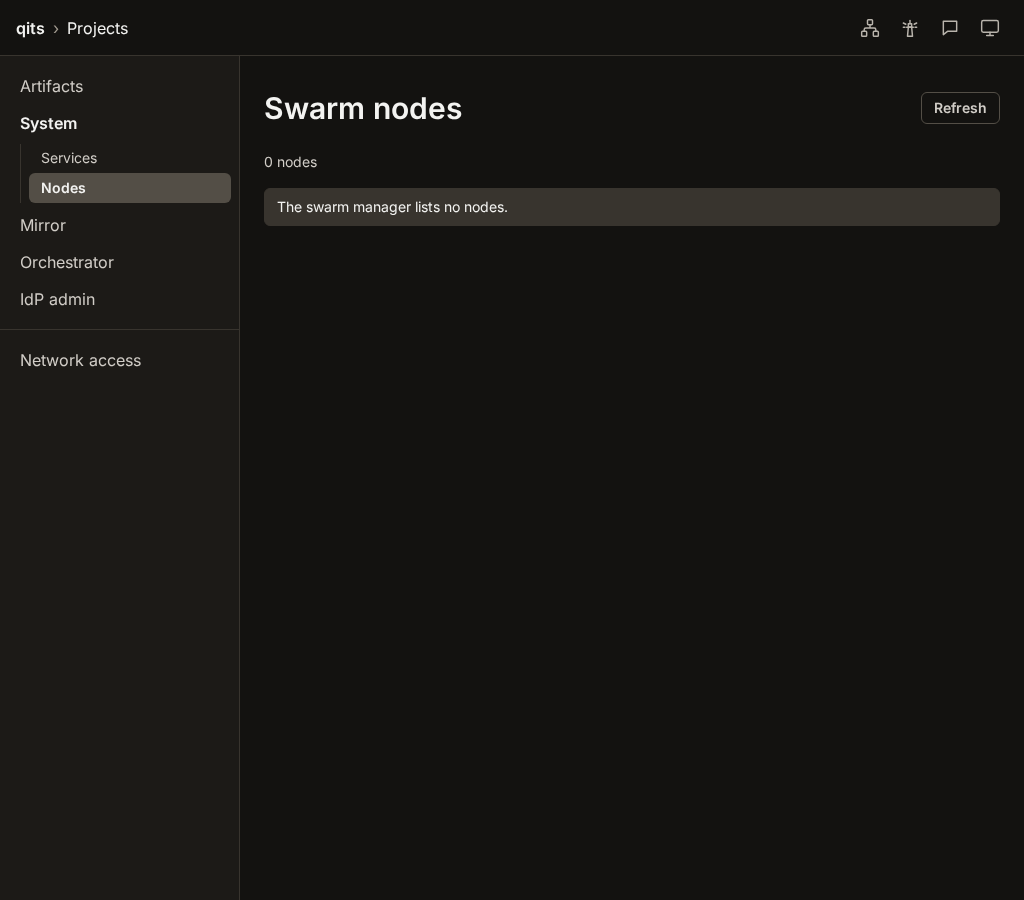 qits › Projects
Artifacts
System
Services
Nodes
Mirror
Orchestrator
IdP admin
Network access
Swarm nodes
Refresh
0 nodes
The swarm manager lists no nodes.